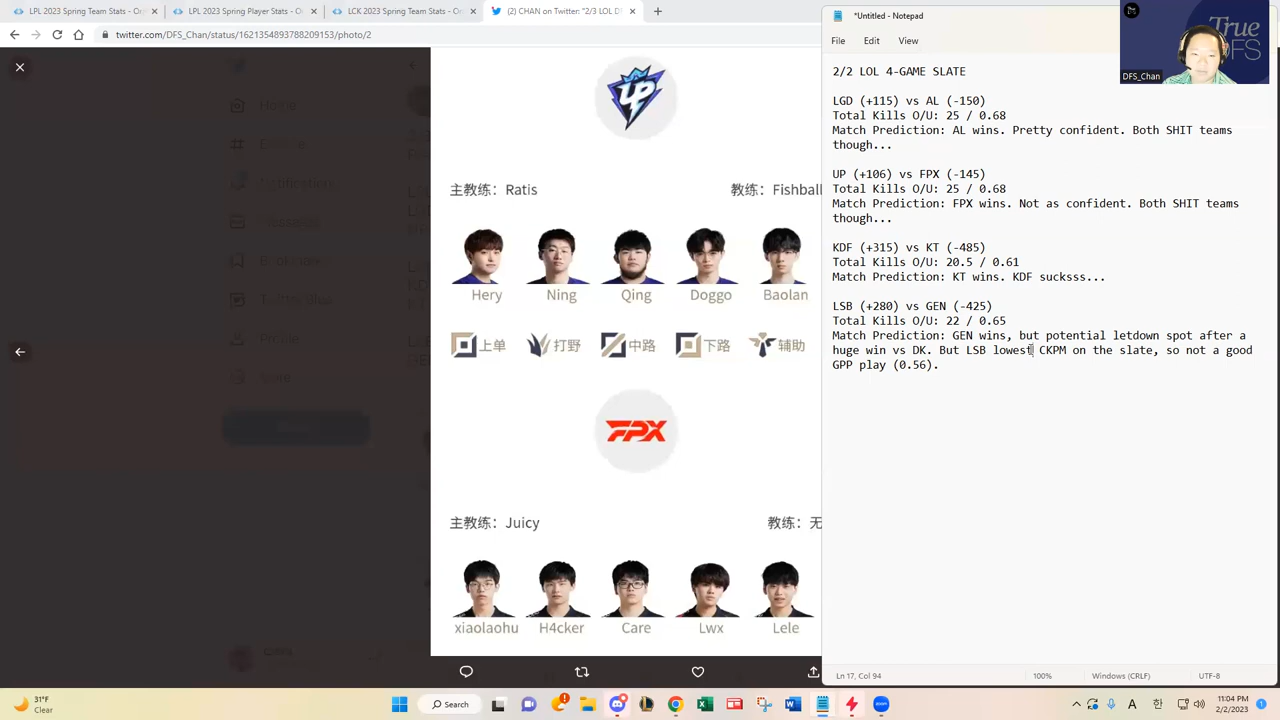 LPL 2023 Spring Team Stats - Or
LPL 2023 Spring Player Stats - O
LCK 2023 Spring Team Stats - O
(2) CHAN on Twitter: "2/3 LOL D
twitter.com/DFS_Chan/status/1621354893788209153/photo/2
Home
Profile
More
UP
主教练：Ratis
教练：Fishball
Hery
Ning
Qing
Doggo
Baolan
上单
打野
中路
下路
辅助
FPX
主教练：Juicy
教练：无
xiaolaohu
H4cker
Care
Lwx
Lele
*Untitled - Notepad
File
Edit
View
2/2 LOL 4-GAME SLATE
LGD (+115) vs AL (-150)
Total Kills O/U: 25 / 0.68
Match Prediction: AL wins. Pretty confident. Both SHIT teams
though...
UP (+106) vs FPX (-145)
Total Kills O/U: 25 / 0.68
Match Prediction: FPX wins. Not as confident. Both SHIT teams
though...
KDF (+315) vs KT (-485)
Total Kills O/U: 20.5 / 0.61
Match Prediction: KT wins. KDF sucksss...
LSB (+280) vs GEN (-425)
Total Kills O/U: 22 / 0.65
Match Prediction: GEN wins, but potential letdown spot after a
huge win vs DK. But LSB lowest CKPM on the slate, so not a good
GPP play (0.56).
Ln 17, Col 94
100%
Windows (CRLF)
UTF-8
True
DFS
DFS_Chan
31°F
Clear
Search
A
한
11:04 PM
2/2/2023